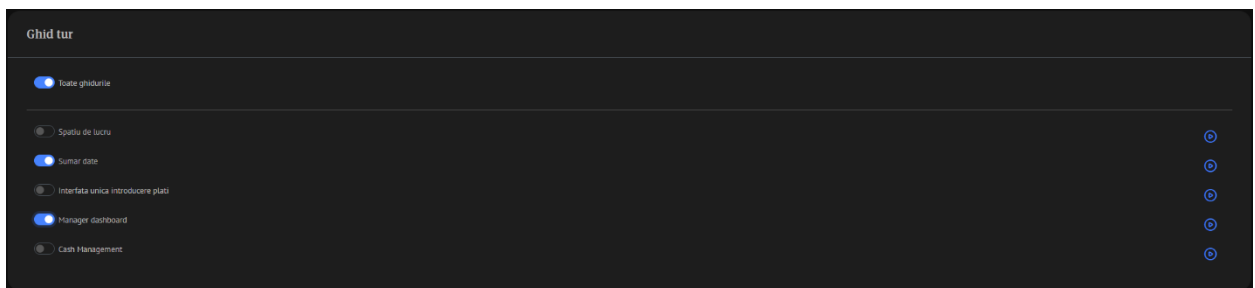 Ghid tur
Toate ghidurile
Spatiu de lucru
Sumar date
Interfata unica introducere plati
Manager dashboard
Cash Management